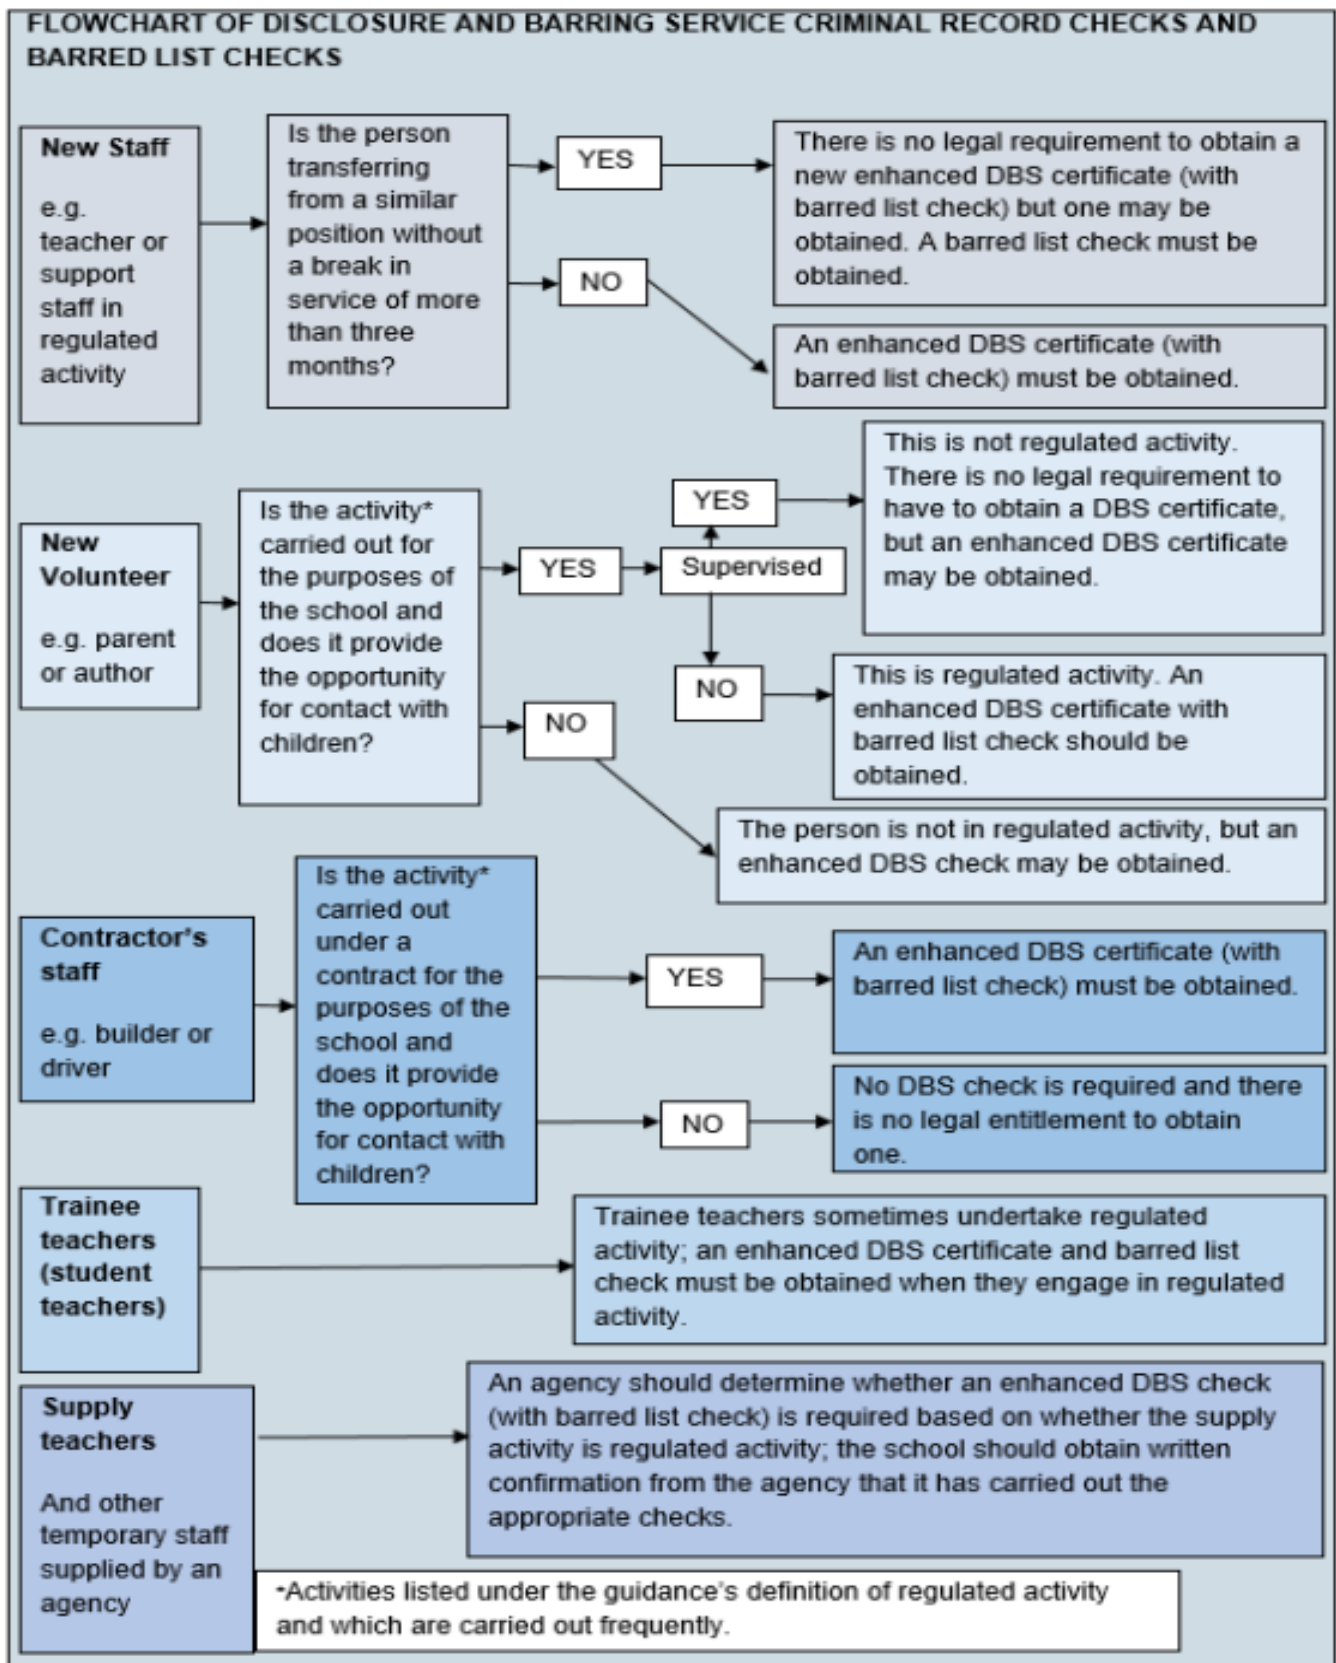 FLOWCHART OF DISCLOSURE AND BARRING SERVICE CRIMINAL RECORD CHECKS AND
BARRED LIST CHECKS
New Staff
e.g.
teacher or
support
staff in
regulated
activity
Is the person
transferring
from a similar
position without
a break in
service of more
than three
months?
YES
There is no legal requirement to obtain a
new enhanced DBS certificate (with
barred list check) but one may be
obtained. A barred list check must be
obtained.
NO
An enhanced DBS certificate (with
barred list check) must be obtained.
New
Volunteer
e.g. parent
or author
Is the activity*
carried out for
the purposes of
the school and
does it provide
the opportunity
for contact with
children?
YES
Supervised
YES
This is not regulated activity.
There is no legal requirement to
have to obtain a DBS certificate,
but an enhanced DBS certificate
may be obtained.
NO
This is regulated activity. An
enhanced DBS certificate with
barred list check should be
obtained.
NO
The person is not in regulated activity, but an
enhanced DBS check may be obtained.
Contractor's
staff
e.g. builder or
driver
Is the activity*
carried out
under a
contract for the
purposes of the
school and
does it provide
the opportunity
for contact with
children?
YES
An enhanced DBS certificate (with
barred list check) must be obtained.
NO
No DBS check is required and there
is no legal entitlement to obtain
one.
Trainee
teachers
(student
teachers)
Trainee teachers sometimes undertake regulated
activity; an enhanced DBS certificate and barred list
check must be obtained when they engage in regulated
activity.
Supply
teachers
And other
temporary staff
supplied by an
agency
An agency should determine whether an enhanced DBS check
(with barred list check) is required based on whether the supply
activity is regulated activity; the school should obtain written
confirmation from the agency that it has carried out the
appropriate checks.
*Activities listed under the guidance's definition of regulated activity
and which are carried out frequently.